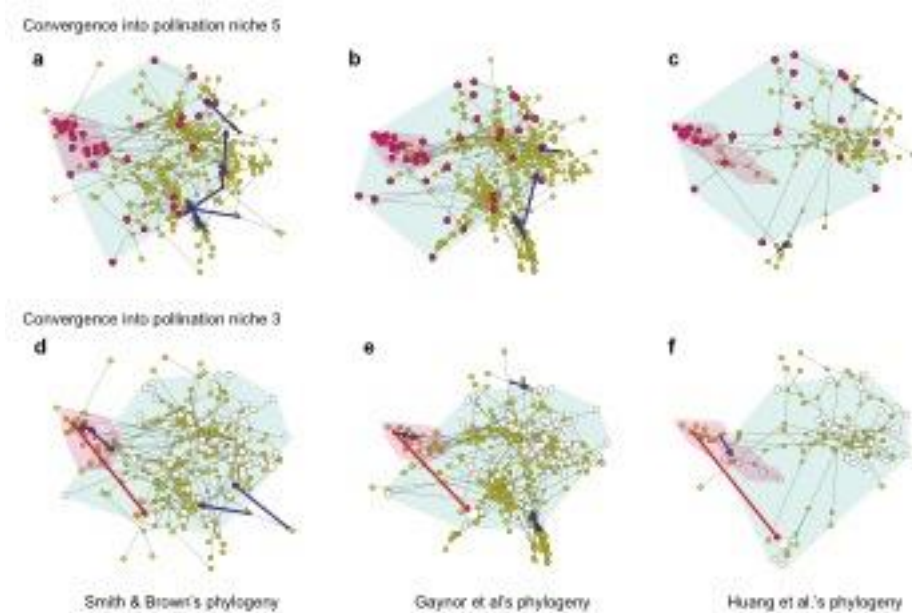 Convergence into pollination niche 5
a b c
Convergence into pollination niche 3
d e f
Smith & Brown's phylogeny Gaynor et al's phylogeny Huang et al.'s phylogeny